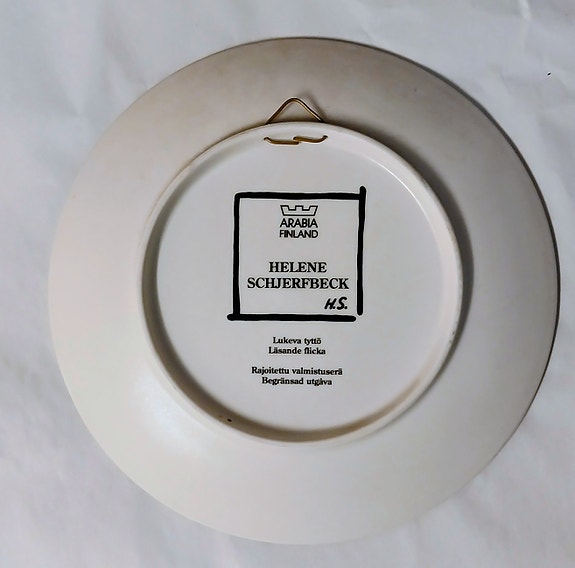 ARABIA
FINLAND
HELENE
SCHJERFBECK
H.S.
Lukeva tyttö
Läsande flicka
Rajoitettu valmistuserä
Begränsad utgåva